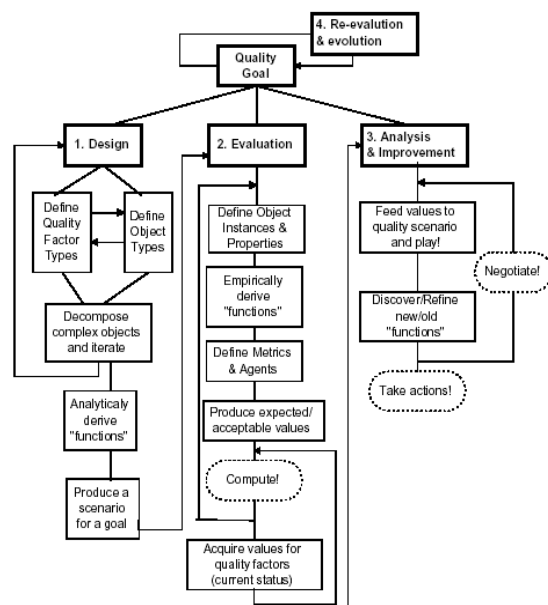 4. Re-evalution
& evolution
Quality
Goal
1. Design
2. Evaluation
3. Analysis
& Improvement
Define
Quality
Factor
Types
Define
Object
Types
Decompose
complex objects
and iterate
Analyticaly
derive
"functions"
Produce a
scenario
for a goal
Define Object
Instances &
Properties
Empirically
derive
"functions"
Define Metrics
& Agents
Produce expected/
acceptable values
Compute!
Acquire values for
quality factors
(current status)
Feed values to
quality scenario
and play!
Negotiate!
Discover/Refine
new/old
"functions"
Take actions!